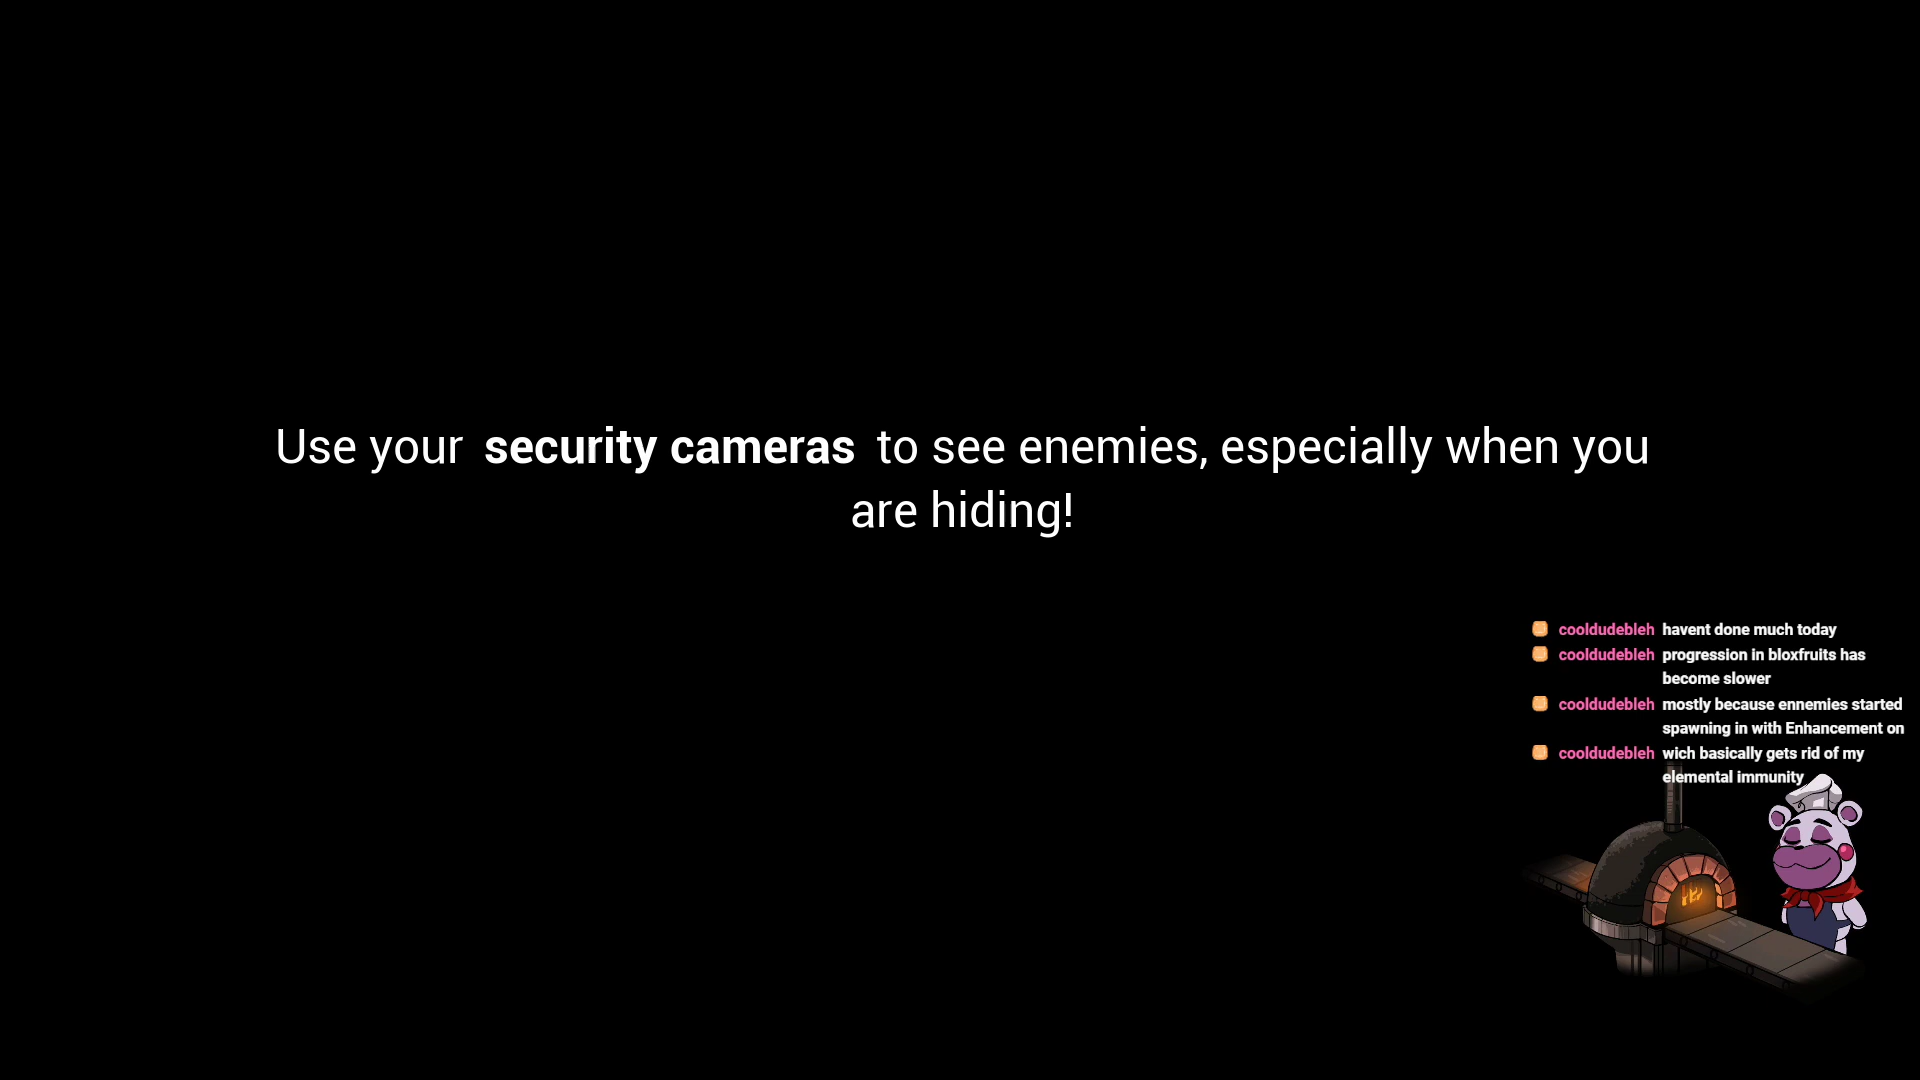 Use your security cameras to see enemies, especially when you
are hiding!
cooldudebleh havent done much today
cooldudebleh progression in bloxfruits has
become slower
cooldudebleh mostly because ennemies started
spawning in with Enhancement on
cooldudebleh wich basically gets rid of my
elemental immunity